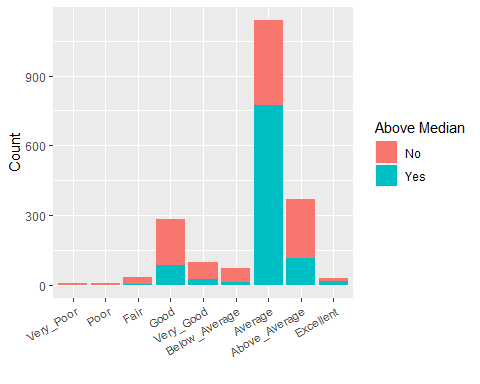 900
600
300
0
Count
Very_Poor
Poor
Fair
Good
Very_Good
Below_Average
Average
Above_Average
Excellent
Above Median
No
Yes